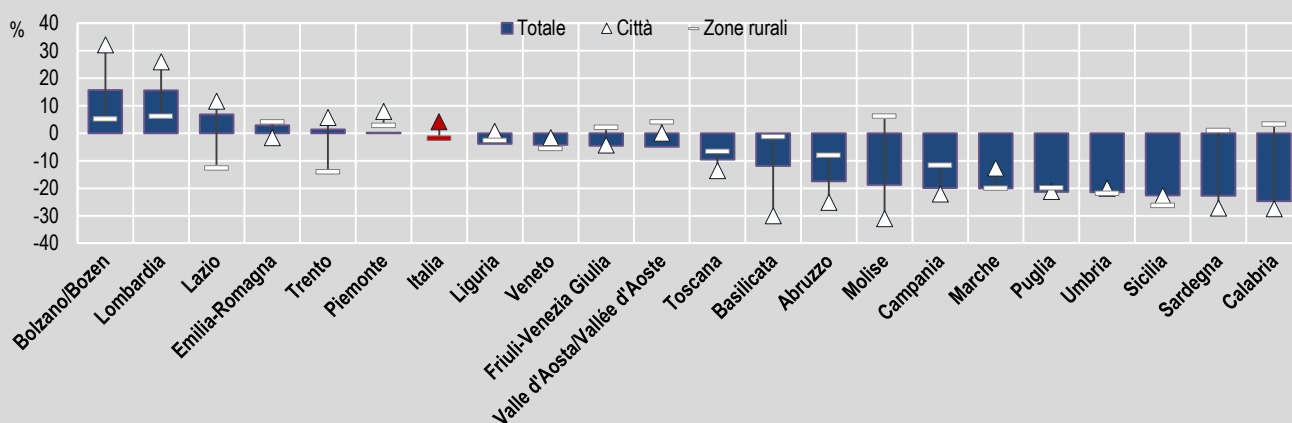 %
Totale
Città
Zone rurali
40
30
20
10
0
-10
-20
-30
-40
Bolzano/Bozen
Lombardia
Lazio
Emilia-Romagna
Trento
Piemonte
Italia
Liguria
Veneto
Friuli-Venezia Giulia
Valle d'Aosta/Vallée d'Aoste
Toscana
Basilicata
Abruzzo
Molise
Campania
Marche
Puglia
Umbria
Sicilia
Sardegna
Calabria